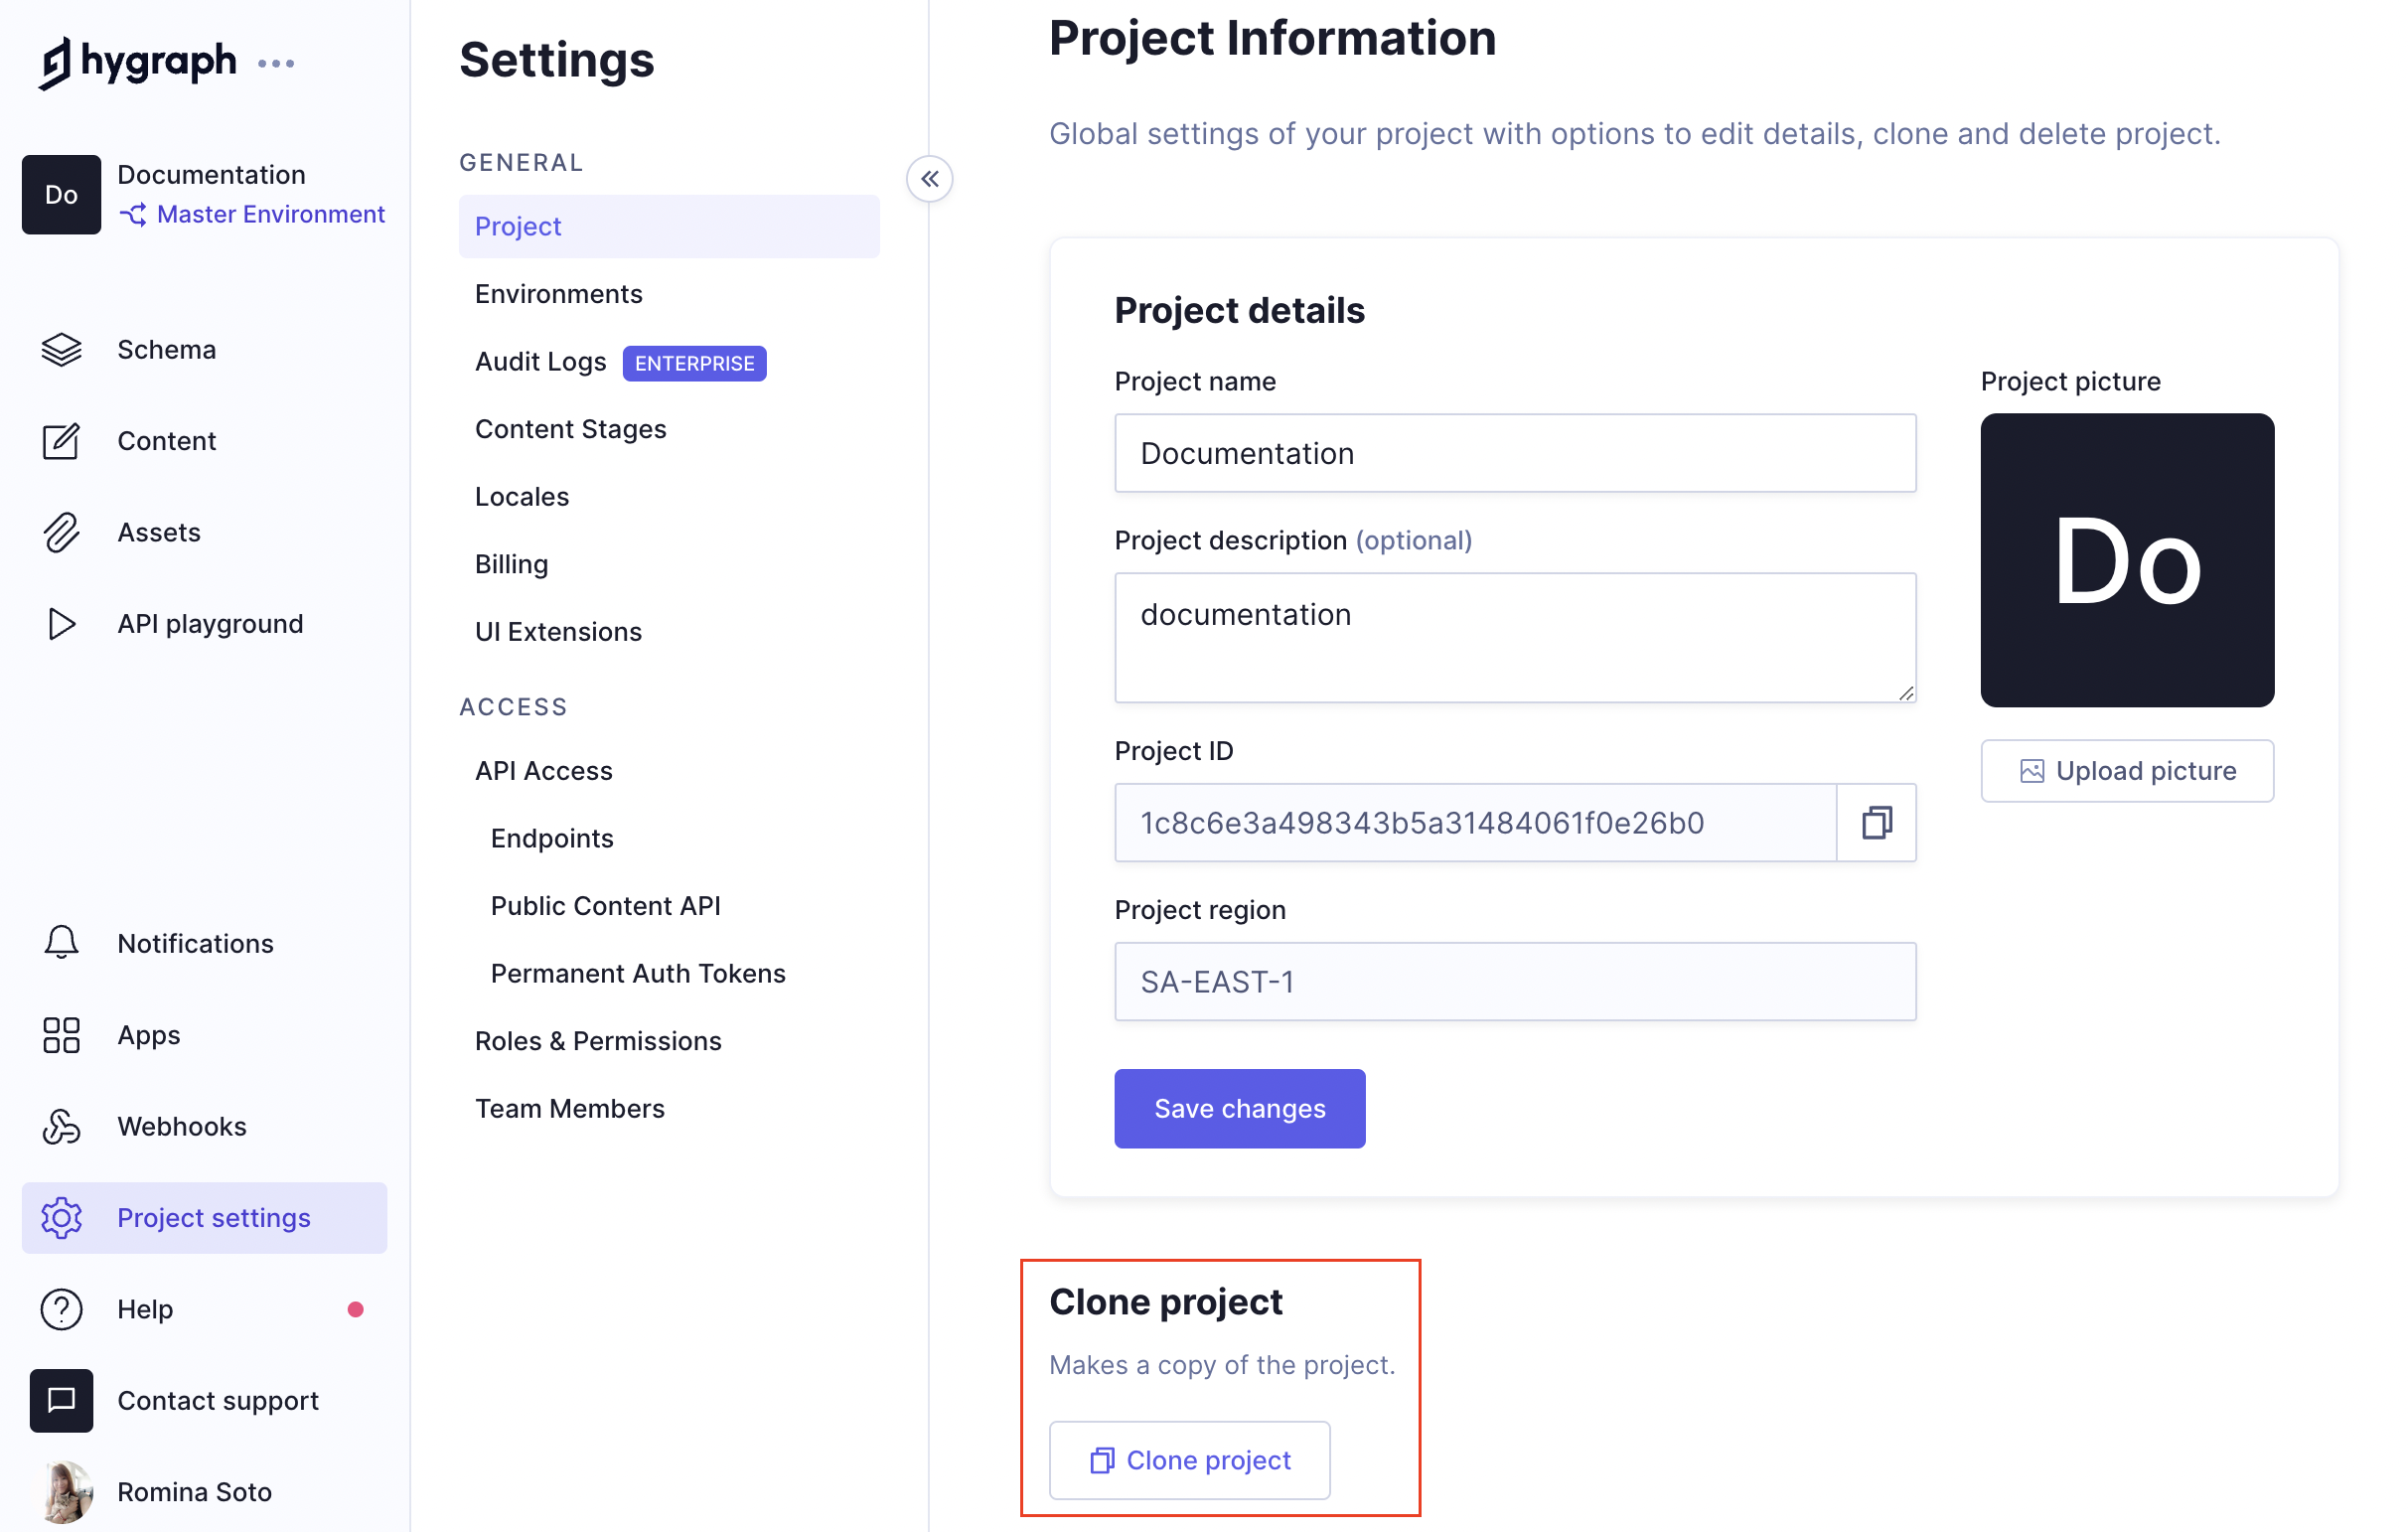 hygraph
Do
Documentation
Master Environment
Schema
Content
Assets
API playground
Notifications
Apps
Webhooks
Project settings
Help
Contact support
Romina Soto
Settings
GENERAL
Project
Environments
Audit Logs ENTERPRISE
Content Stages
Locales
Billing
UI Extensions
ACCESS
API Access
Endpoints
Public Content API
Permanent Auth Tokens
Roles & Permissions
Team Members
Project Information
Global settings of your project with options to edit details, clone and delete project.
Project details
Project name
Documentation
Project description (optional)
documentation
Project ID
1c8c6e3a498343b5a31484061f0e26b0
Project region
SA-EAST-1
Save changes
Project picture
Do
Upload picture
Clone project
Makes a copy of the project.
Clone project